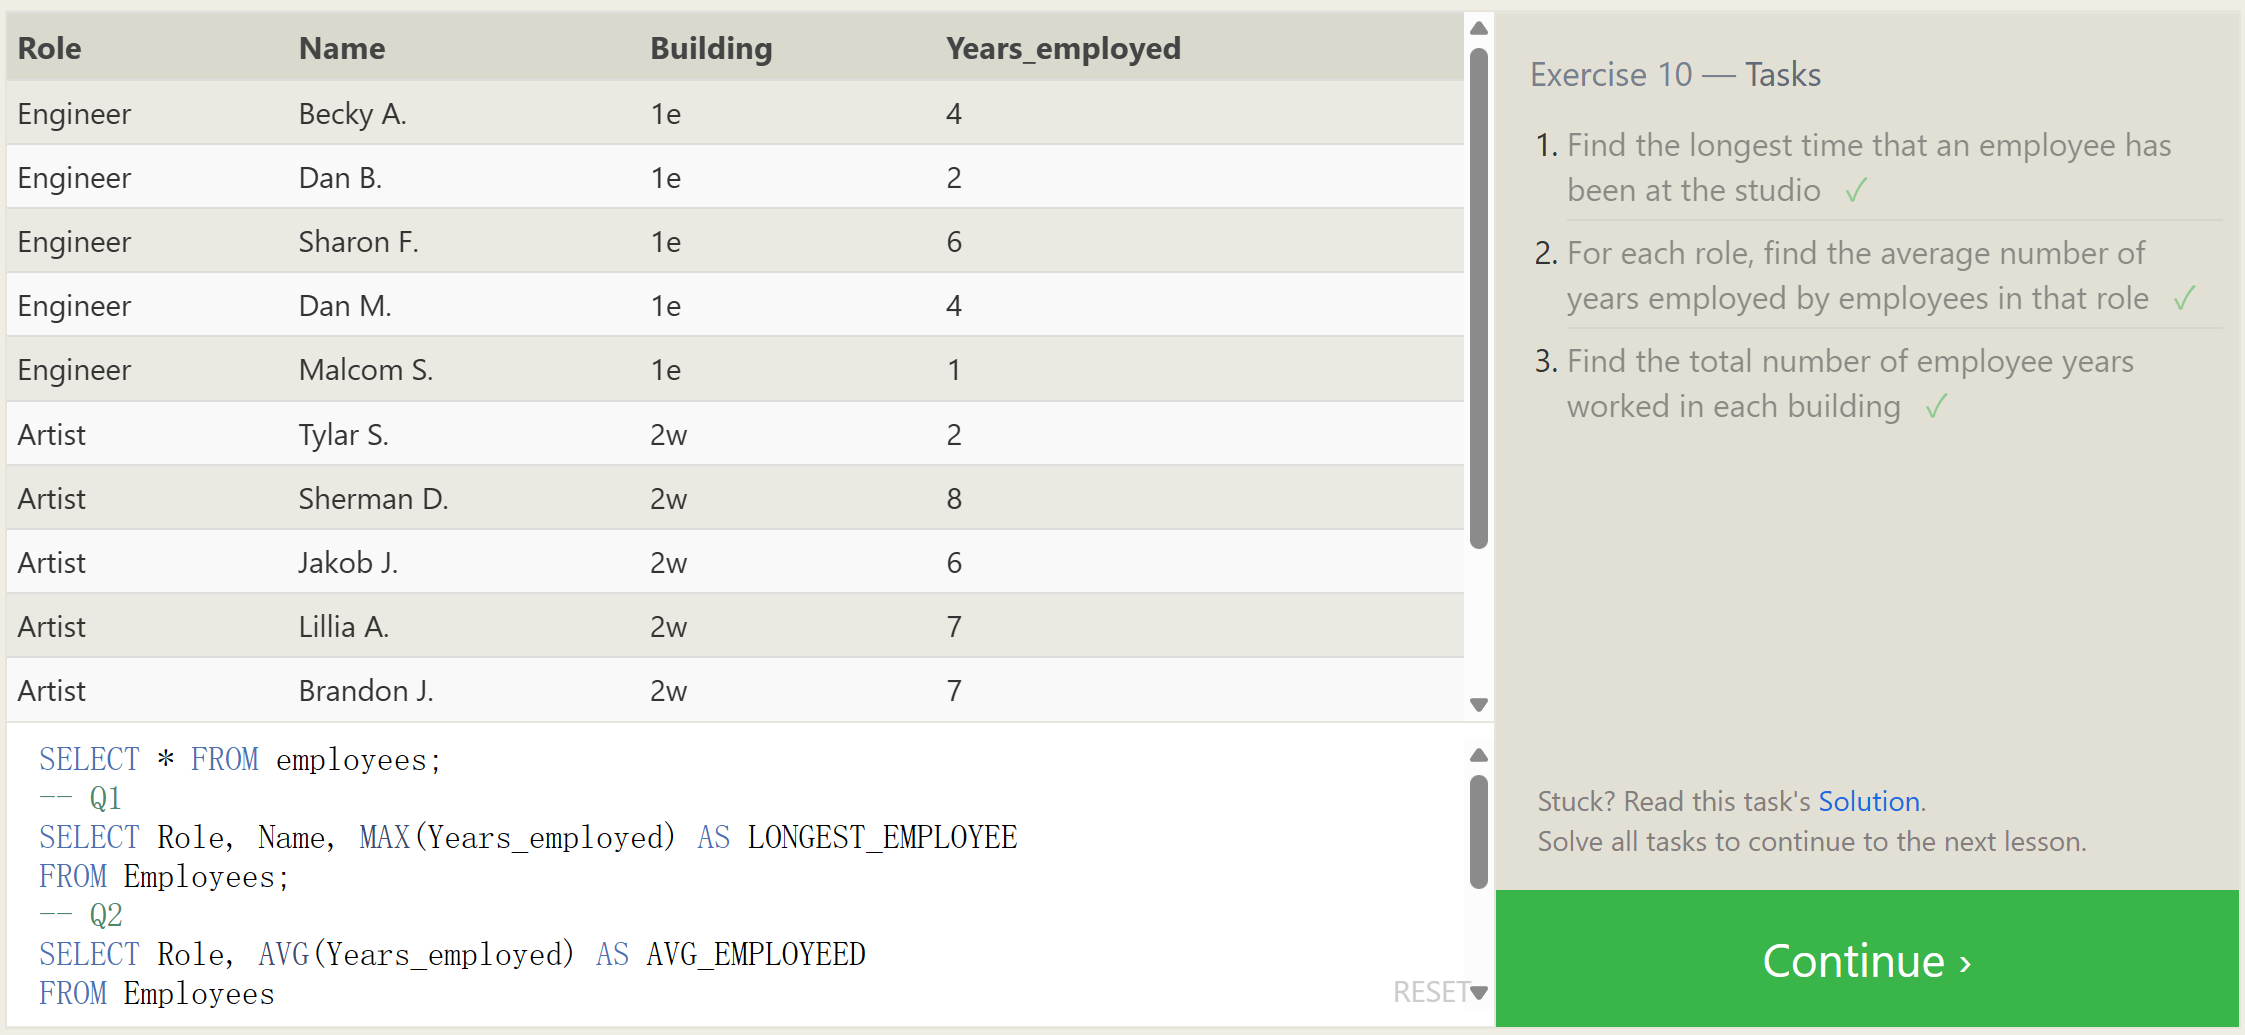 Role Name Building Years_employed
Engineer Becky A. 1e 4
Engineer Dan B. 1e 2
Engineer Sharon F. 1e 6
Engineer Dan M. 1e 4
Engineer Malcom S. 1e 1
Artist Tylar S. 2w 2
Artist Sherman D. 2w 8
Artist Jakob J. 2w 6
Artist Lillia A. 2w 7
Artist Brandon J. 2w 7
SELECT * FROM employees;
-- Q1
SELECT Role, Name, MAX(Years_employed) AS LONGEST_EMPLOYEE
FROM Employees;
-- Q2
SELECT Role, AVG(Years_employed) AS AVG_EMPLOYEED
FROM Employees
RESET
Exercise 10 — Tasks
1. Find the longest time that an employee has
been at the studio ✓
2. For each role, find the average number of
years employed by employees in that role ✓
3. Find the total number of employee years
worked in each building ✓
Stuck? Read this task's Solution.
Solve all tasks to continue to the next lesson.
Continue ›